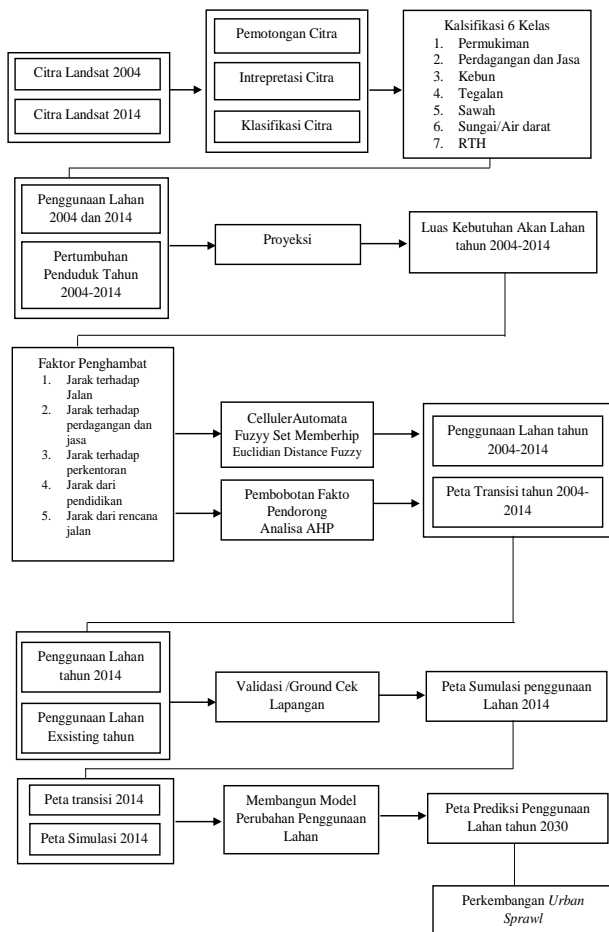 Citra Landsat 2004
Citra Landsat 2014
Pemotongan Citra
Intrepretasi Citra
Klasifikasi Citra
Kalsifikasi 6 Kelas
1. Permukiman
2. Perdagangan dan Jasa
3. Kebun
4. Tegalan
5. Sawah
6. Sungai/Air darat
7. RTH
Penggunaan Lahan
2004 dan 2014
Pertumbuhan
Penduduk Tahun
2004-2014
Proyeksi
Luas Kebutuhan Akan Lahan
tahun 2004-2014
Faktor Penghambat
1. Jarak terhadap
Jalan
2. Jarak terhadap
perdagangan dan
jasa
3. Jarak terhadap
perkentoran
4. Jarak dari
pendidikan
5. Jarak dari rencana
jalan
CellulerAutomata
Fuzyy Set Memberhip
Euclidian Distance Fuzzy
Pembobotan Fakto
Pendorong
Analisa AHP
Penggunaan Lahan tahun
2004-2014
Peta Transisi tahun 2004-
2014
Penggunaan Lahan
tahun 2014
Penggunaan Lahan
Exsisting tahun
Validasi /Ground Cek
Lapangan
Peta Sumulasi penggunaan
Lahan 2014
Peta transisi 2014
Peta Simulasi 2014
Membangun Model
Perubahan Penggunaan
Lahan
Peta Prediksi Penggunaan
Lahan tahun 2030
Perkembangan Urban
Sprawl